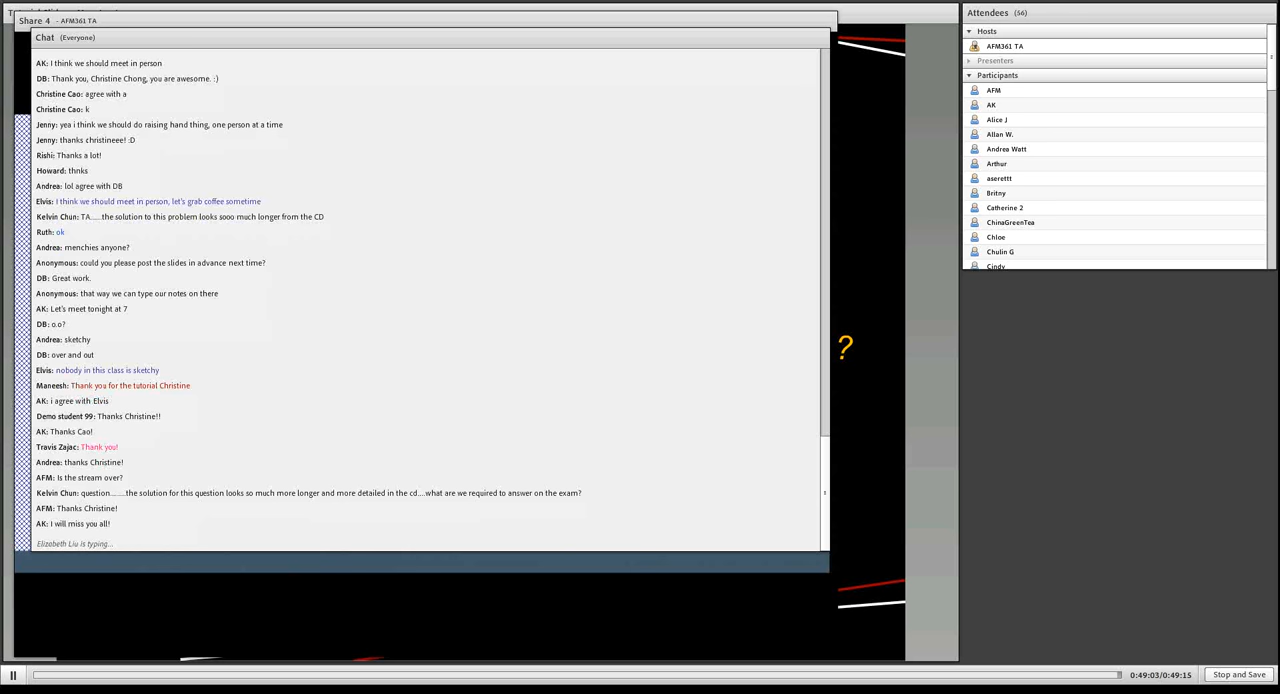 Share 4 - AFM361 TA
Chat (Everyone)
AK: I think we should meet in person
DB: Thank you, Christine Chong, you are awesome. :)
Christine Cao: agree with a
Christine Cao: k
Jenny: yea i think we should do raising hand thing, one person at a time
Jenny: thanks christineee! :D
Rishi: Thanks a lot!
Howard: thnks
Andrea: lol agree with DB
Elvis: I think we should meet in person, let's grab coffee sometime
Kelvin Chun: TA.....the solution to this problem looks sooo much longer from the CD
Ruth: ok
Andrea: menchies anyone?
Anonymous: could you please post the slides in advance next time?
DB: Great work.
Anonymous: that way we can type our notes on there
AK: Let's meet tonight at 7
DB: o.o?
Andrea: sketchy
DB: over and out
Elvis: nobody in this class is sketchy
Maneesh: Thank you for the tutorial Christine
AK: i agree with Elvis
Demo student 99: Thanks Christine!!
AK: Thanks Cao!
Travis Zajac: Thank you!
Andrea: thanks Christine!
AFM: Is the stream over?
Kelvin Chun: question........the solution for this question looks so much more longer and more detailed in the cd....what are we required to answer on the exam?
AFM: Thanks Christine!
AK: I will miss you all!
Elizabeth Liu is typing...
?
Attendees (56)
Hosts
AFM361 TA
Presenters
Participants
AFM
AK
Alice J
Allan W.
Andrea Watt
Arthur
aserettt
Britny
Catherine 2
ChinaGreenTea
Chloe
Chulin G
Cindy
0:49:03/0:49:15
Stop and Save